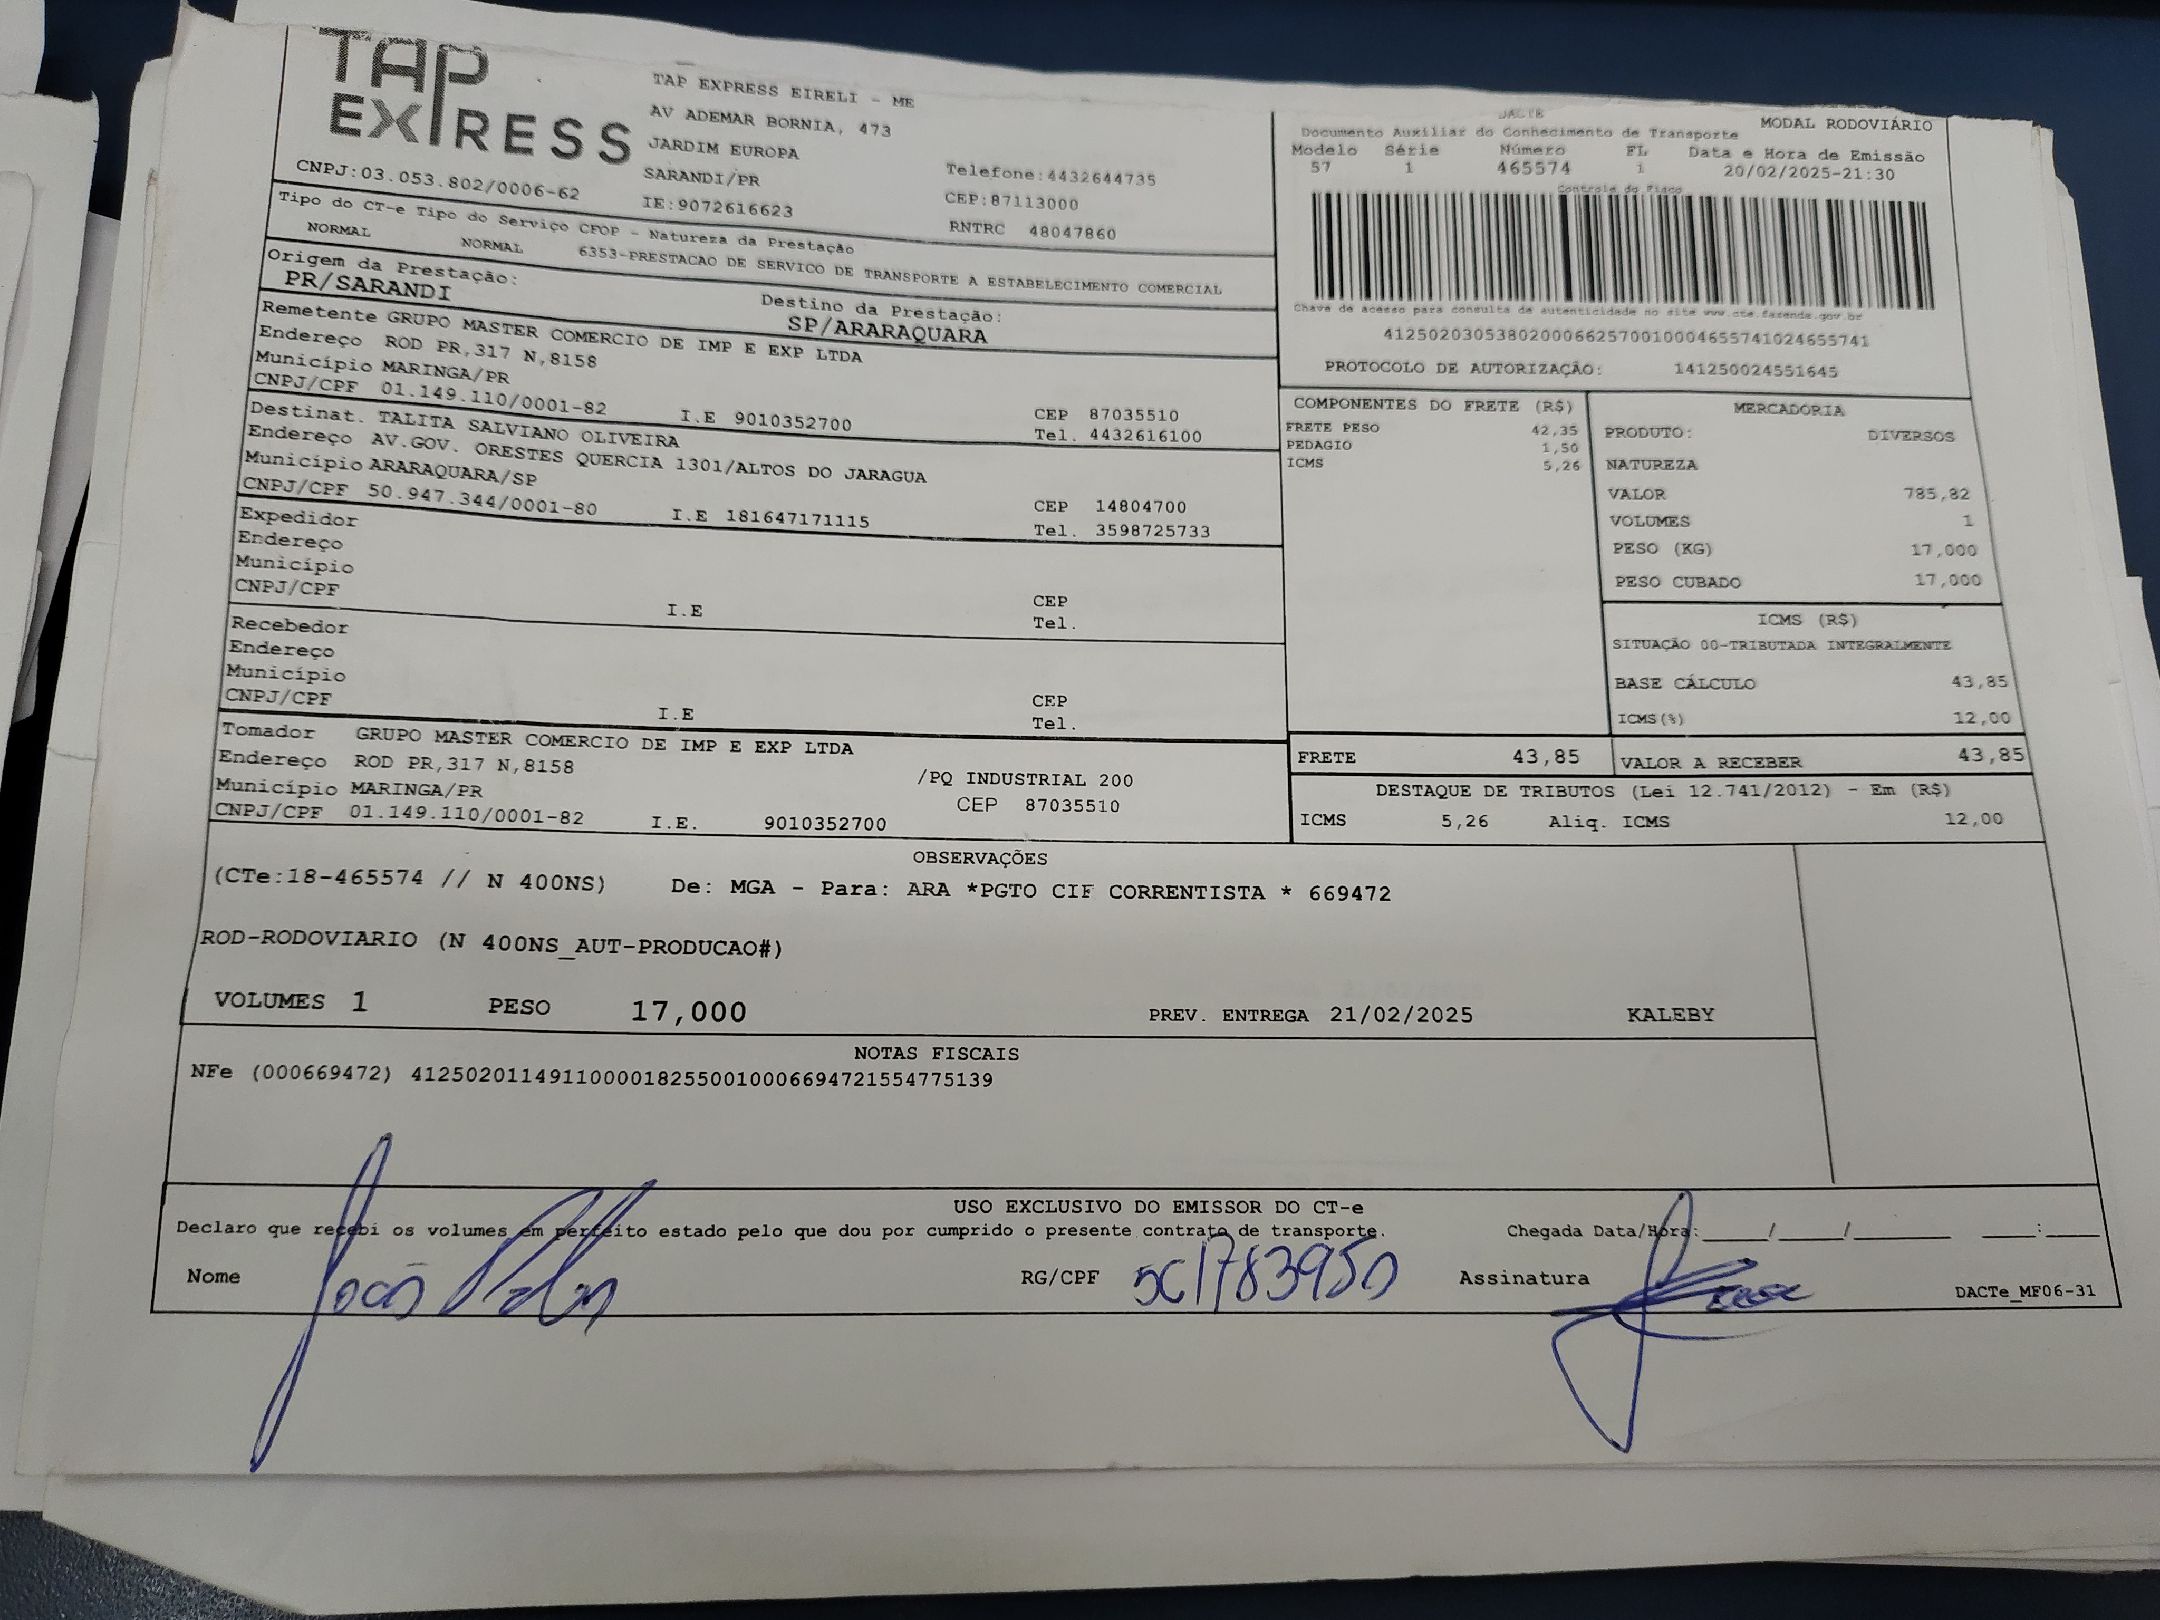 TAP
EXPRESS
TAP EXPRESS EIRELI - ME
AV ADEMAR BORNIA, 473
JARDIM EUROPA
SARANDI/PR
Telefone:4432644735
CNPJ:03.053.802/0006-62
IE:9072616623
CEP:87113000
RNTRC 48047860
Tipo do CT-e Tipo do Serviço CFOP - Natureza da Prestação
NORMAL NORMAL 6353-PRESTACAO DE SERVICO DE TRANSPORTE A ESTABELECIMENTO COMERCIAL
Origem da Prestação:
PR/SARANDI
Destino da Prestação:
SP/ARARAQUARA
DACTE
MODAL RODOVIÁRIO
Documento Auxiliar do Conhecimento de Transporte
Modelo Série Número FL Data e Hora de Emissão
57 1 465574 1 20/02/2025-21:30
Controle do Fisco
Chave de acesso para consulta de autenticidade no site www.cte.fazenda.gov.br
41250203053802000662570010004655741024655741
PROTOCOLO DE AUTORIZAÇÃO: 141250024551645
Remetente GRUPO MASTER COMERCIO DE IMP E EXP LTDA
Endereço ROD PR,317 N,8158
Município MARINGA/PR CEP 87035510
CNPJ/CPF 01.149.110/0001-82 I.E 9010352700 Tel. 4432616100
Destinat. TALITA SALVIANO OLIVEIRA
Endereço AV.GOV. ORESTES QUERCIA 1301/ALTOS DO JARAGUA
Município ARARAQUARA/SP CEP 14804700
CNPJ/CPF 50.947.344/0001-80 I.E 181647171115 Tel. 3598725733
Expedidor
Endereço
Município CEP
CNPJ/CPF I.E Tel.
Recebedor
Endereço
Município CEP
CNPJ/CPF I.E Tel.
Tomador GRUPO MASTER COMERCIO DE IMP E EXP LTDA
Endereço ROD PR,317 N,8158 /PQ INDUSTRIAL 200
Município MARINGA/PR CEP 87035510
CNPJ/CPF 01.149.110/0001-82 I.E. 9010352700
COMPONENTES DO FRETE (R$)
FRETE PESO 42,35
PEDAGIO 1,50
ICMS 5,26
MERCADORIA
PRODUTO: DIVERSOS
NATUREZA
VALOR 785,82
VOLUMES 1
PESO (KG) 17,000
PESO CUBADO 17,000
ICMS (R$)
SITUAÇÃO 00-TRIBUTADA INTEGRALMENTE
BASE CÁLCULO 43,85
ICMS(%) 12,00
FRETE 43,85 VALOR A RECEBER 43,85
DESTAQUE DE TRIBUTOS (Lei 12.741/2012) - Em (R$)
ICMS 5,26 Aliq. ICMS 12,00
OBSERVAÇÕES
(CTe:18-465574 // N 400NS) De: MGA - Para: ARA *PGTO CIF CORRENTISTA * 669472
ROD-RODOVIARIO (N 400NS_AUT-PRODUCAO#)
VOLUMES 1 PESO 17,000 PREV. ENTREGA 21/02/2025 KALEBY
NOTAS FISCAIS
NFe (000669472) 41250201149110000182550010006694721554775139
USO EXCLUSIVO DO EMISSOR DO CT-e
Declaro que recebi os volumes em perfeito estado pelo que dou por cumprido o presente contrato de transporte. Chegada Data/Hora:____/____/______ ___:___
Nome João RG/CPF Assinatura
DACTe_MF06-31